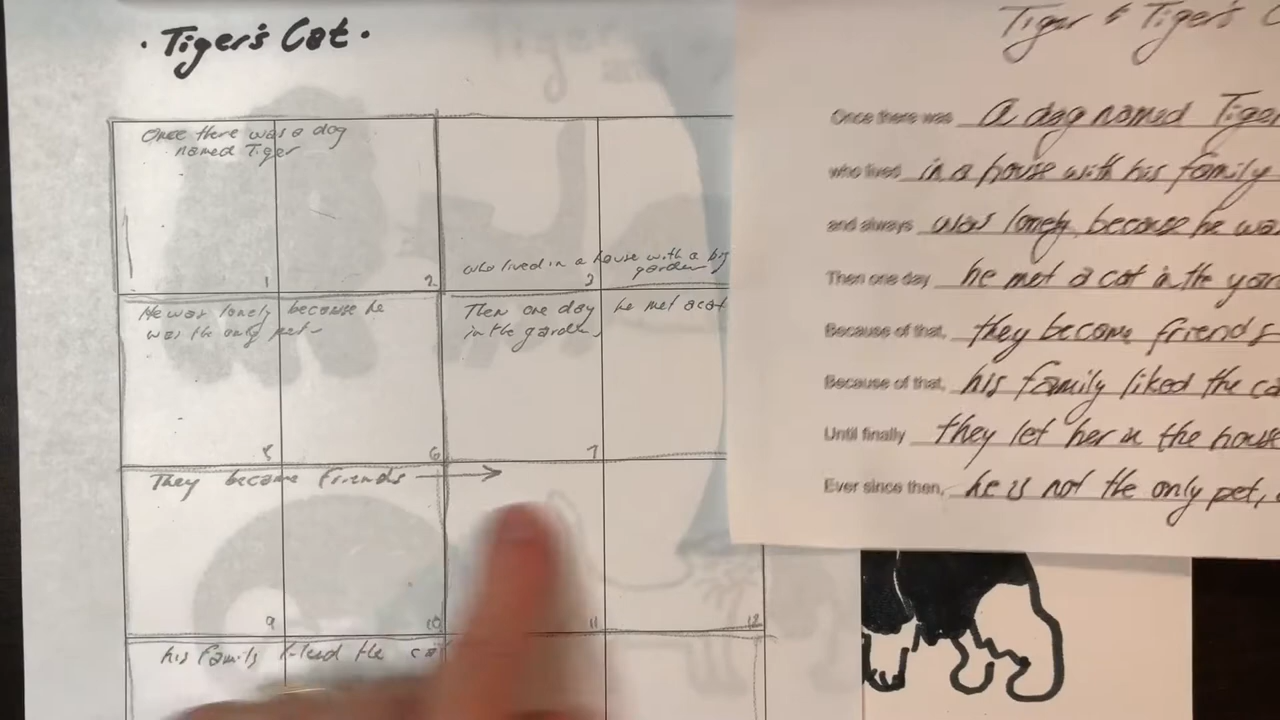 · Tiger's Cat ·
Once there was a dog
named Tiger
1
2
who lived in a house with a big
garden
3
He was lonely because he
was the only pet
5
6
Then one day he met a cat
in the garden
7
They became friends →
9
10
11
12
his family liked the cat
Tiger & Tiger's C
Once there was A dog named Tiger
who lived in a house with his family
and always was lonely because he was
Then one day he met a cat in the yar
Because of that, they become friends
Because of that, his family liked the ca
Until finally they let her in the house
Ever since then, he is not the only pet,